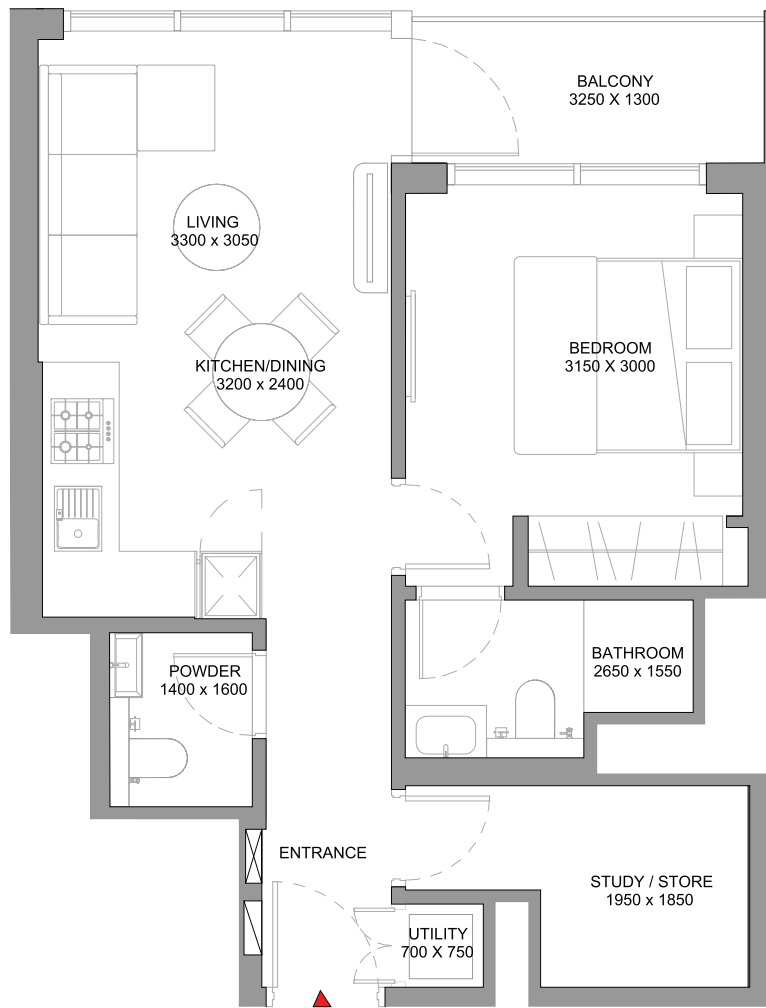 BALCONY
3250 X 1300
LIVING
3300 x 3050
KITCHEN/DINING
3200 x 2400
BEDROOM
3150 X 3000
POWDER
1400 x 1600
BATHROOM
2650 x 1550
ENTRANCE
STUDY / STORE
1950 x 1850
UTILITY
700 X 750